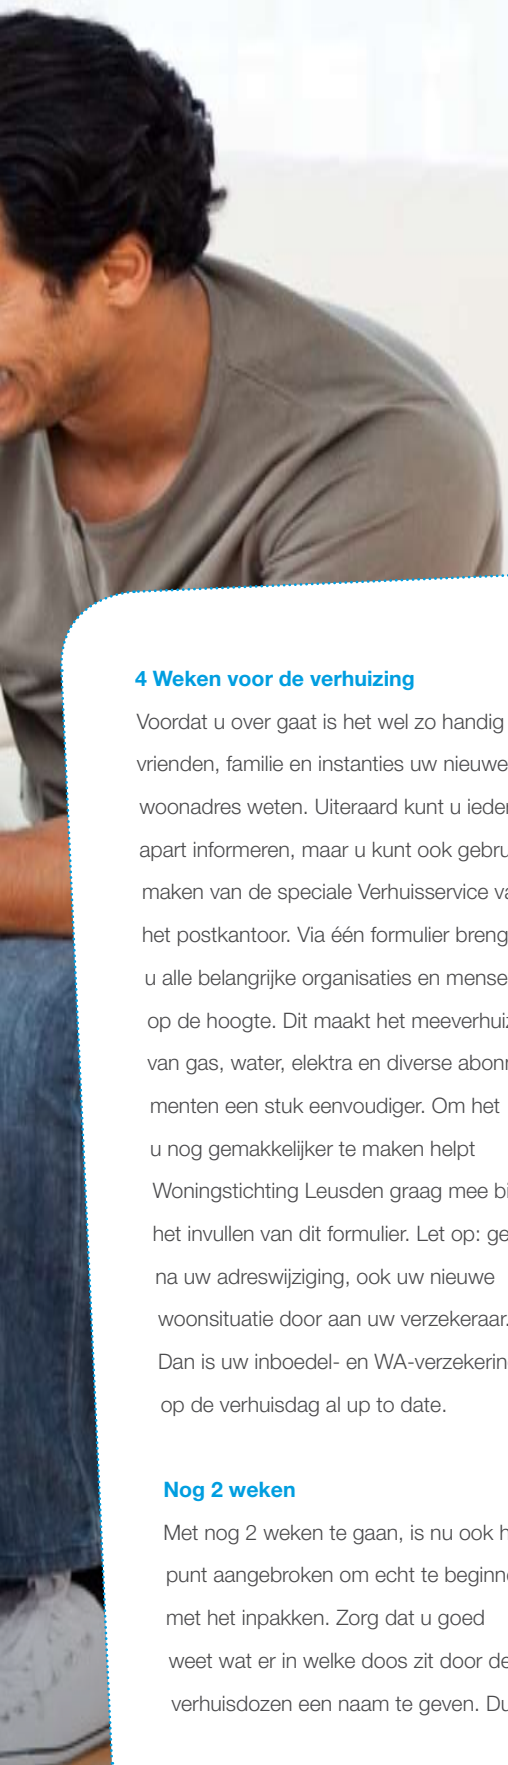 4 Weken voor de verhuizing
Voordat u over gaat is het wel zo handig
vrienden, familie en instanties uw nieuwe
woonadres weten. Uiteraard kunt u ieder
apart informeren, maar u kunt ook gebru
maken van de speciale Verhuisservice va
het postkantoor. Via één formulier breng
u alle belangrijke organisaties en mense
op de hoogte. Dit maakt het meeverhuiz
van gas, water, elektra en diverse abonn
menten een stuk eenvoudiger. Om het
u nog gemakkelijker te maken helpt
Woningstichting Leusden graag mee bi
het invullen van dit formulier. Let op: ge
na uw adreswijziging, ook uw nieuwe
woonsituatie door aan uw verzekeraar.
Dan is uw inboedel- en WA-verzekerin
op de verhuisdag al up to date.
Nog 2 weken
Met nog 2 weken te gaan, is nu ook h
punt aangebroken om echt te beginne
met het inpakken. Zorg dat u goed
weet wat er in welke doos zit door de
verhuisdozen een naam te geven. Du